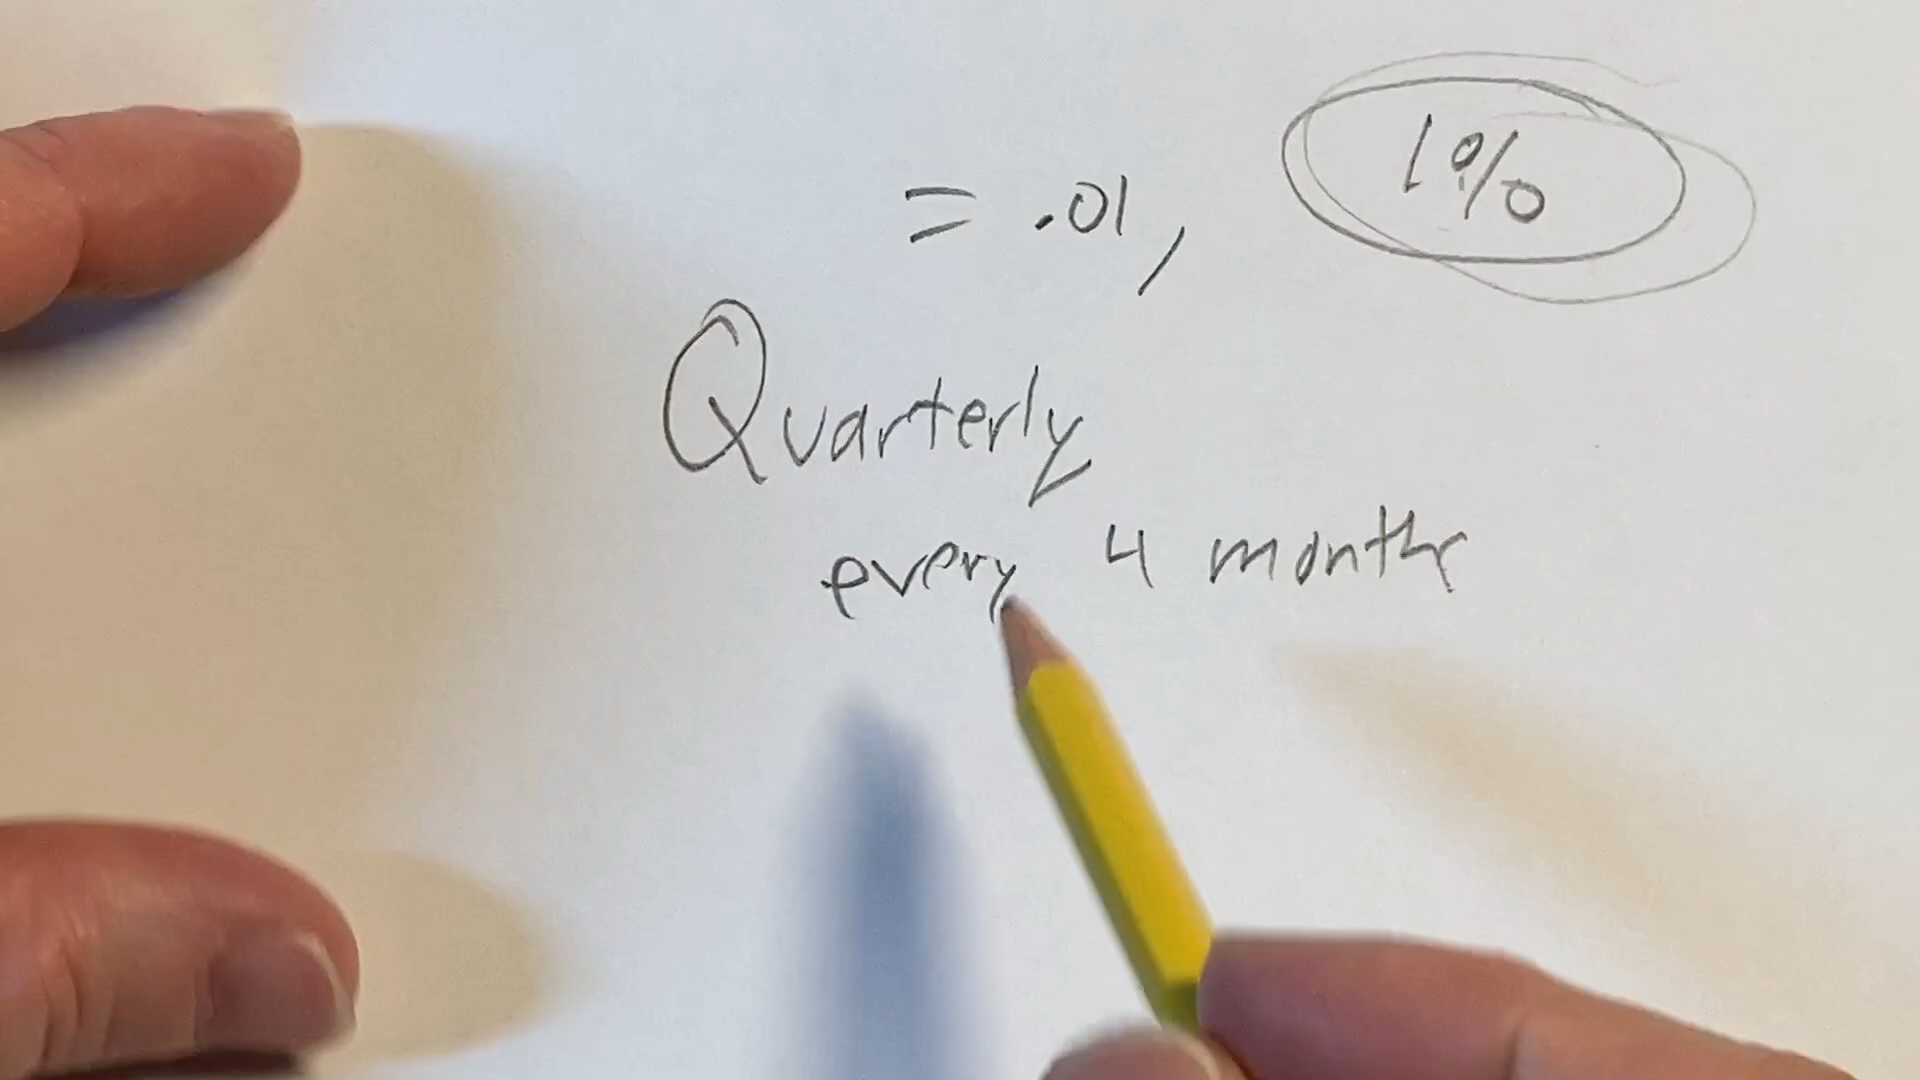 = .01, 1%
Quarterly
every 4 months